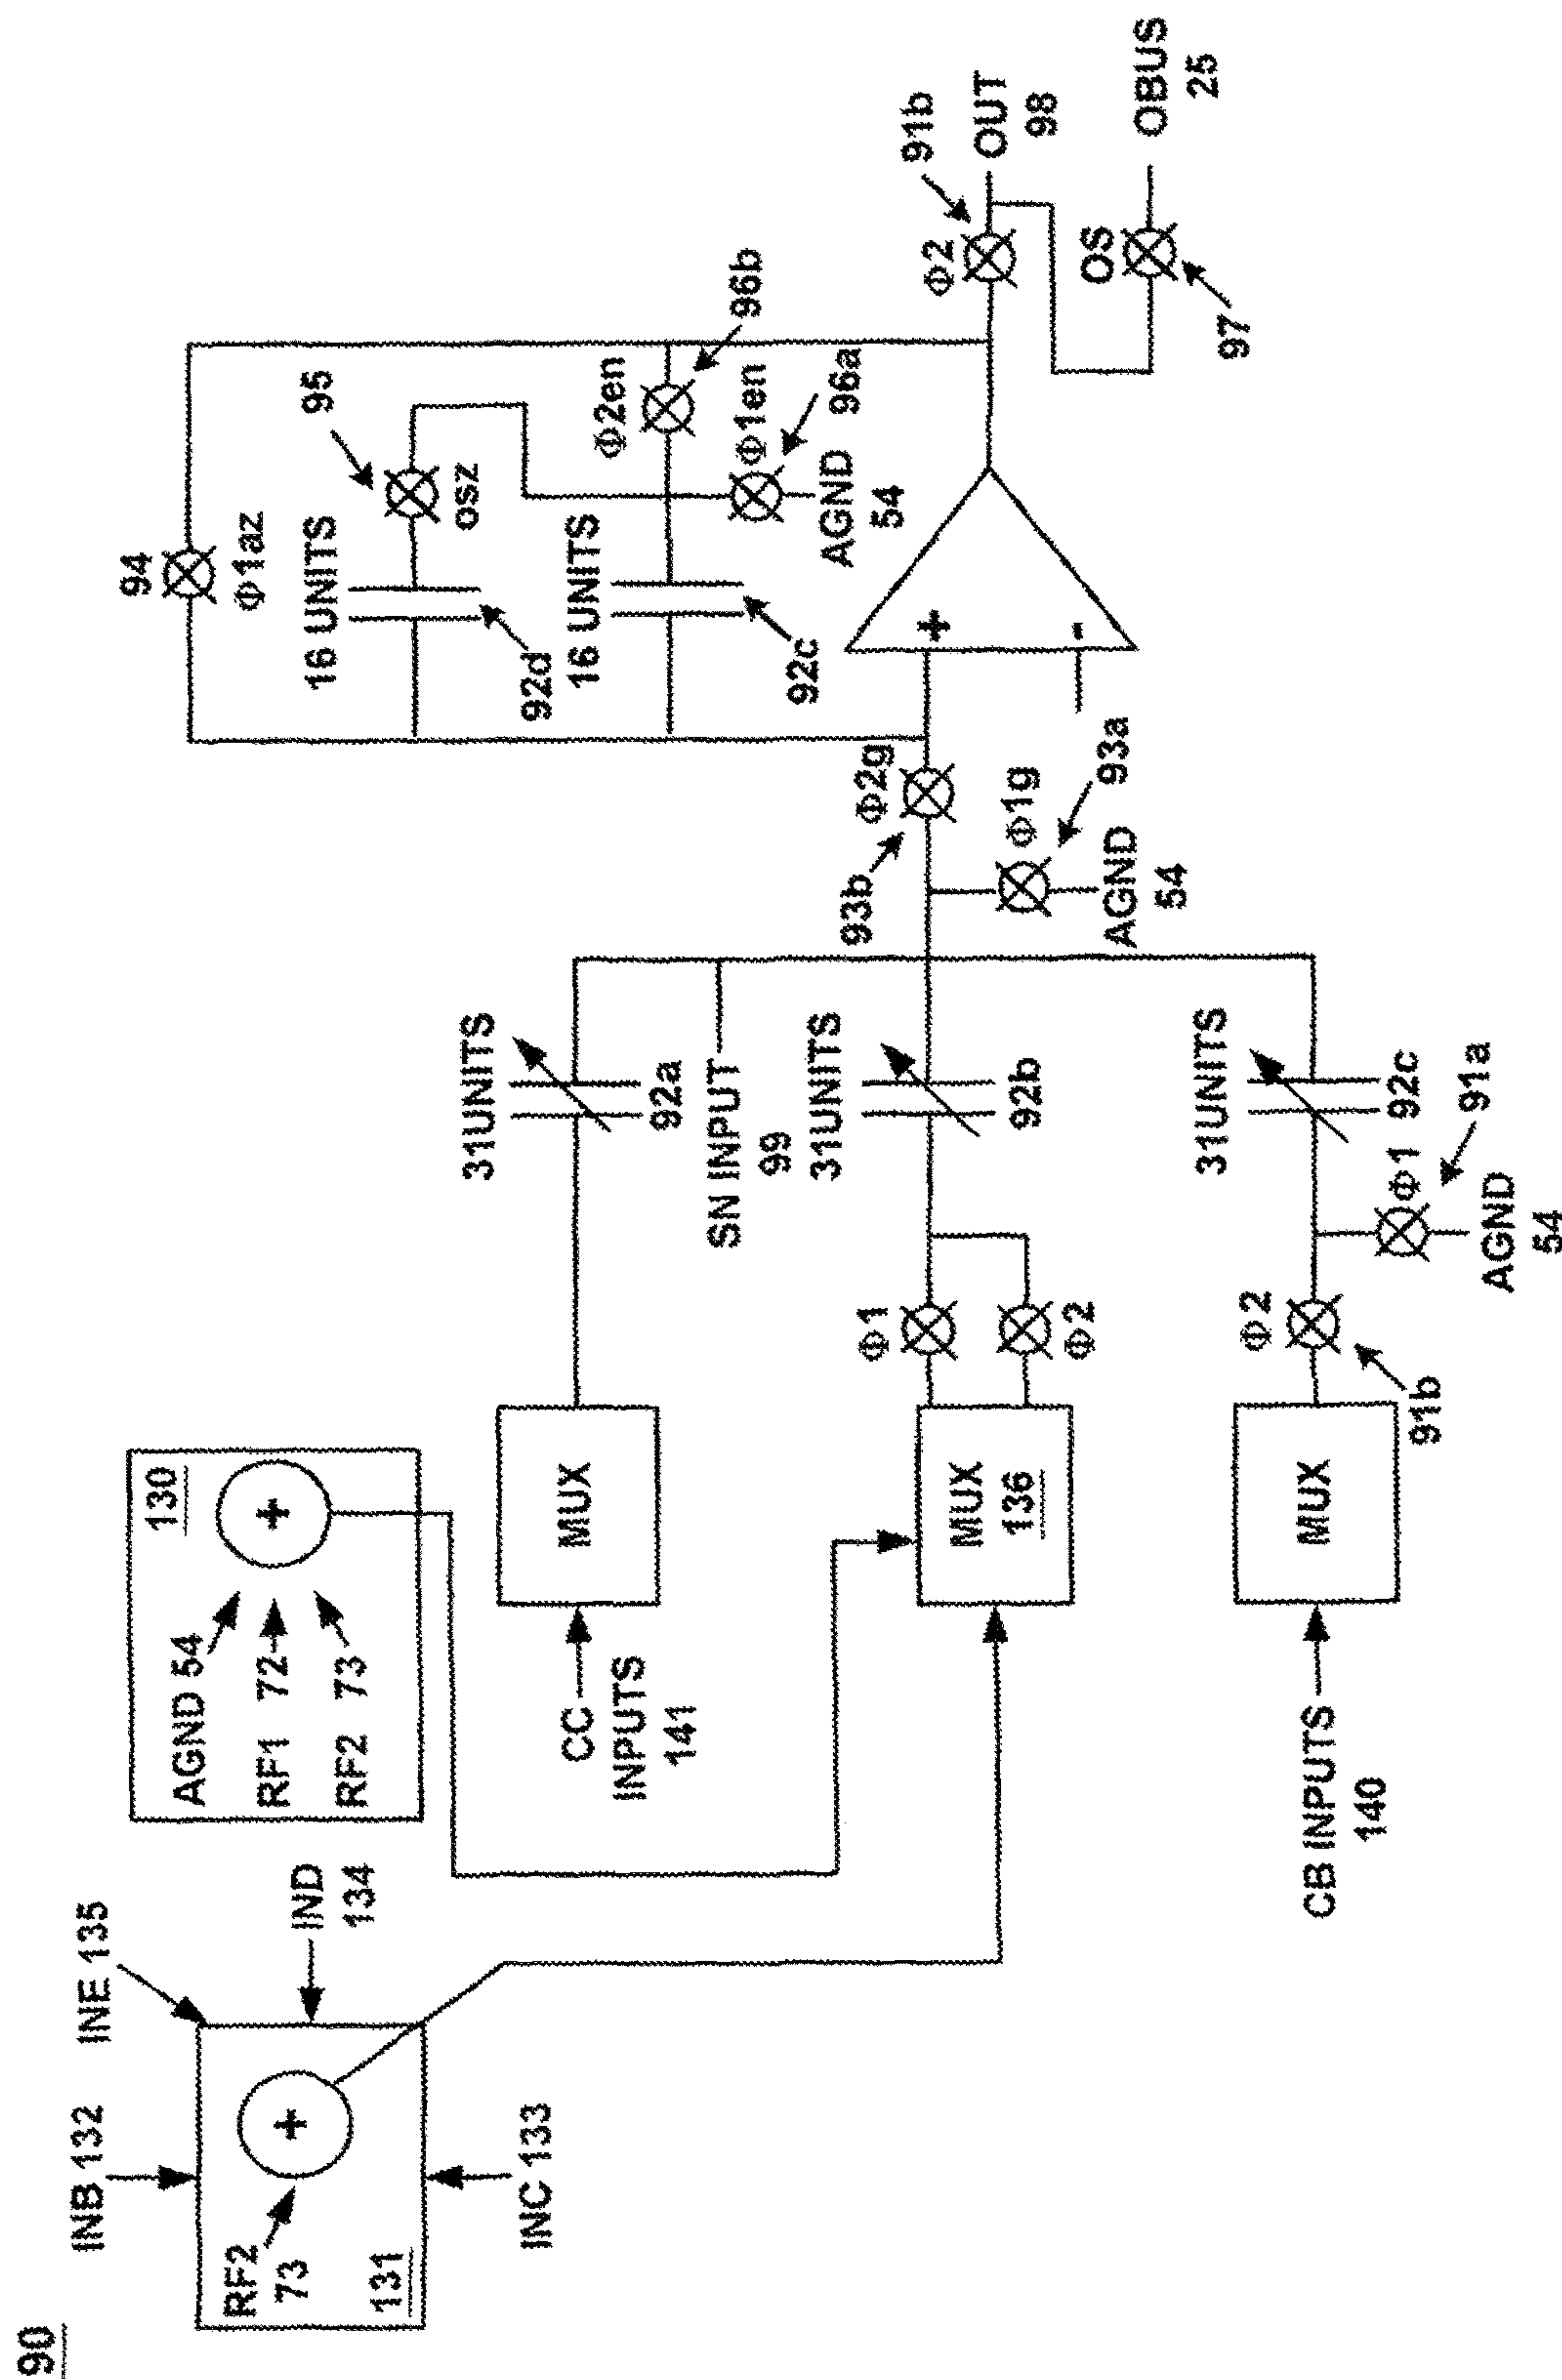 90
INB 132
INE 135
IND
134
RF2
73
+
131
INC 133
130
AGND 54
RF1 72
RF2 73
+
CC
INPUTS
141
MUX
MUX
136
CB INPUTS
140
MUX
31UNITS
92a
SN INPUT
99
Φ1
Φ2
31UNITS
92b
Φ2
91b
31UNITS
92c
Φ1
91a
AGND
54
93b
Φ2g
Φ1g
93a
AGND
54
94
Φ1az
16 UNITS
92d
95
osz
16 UNITS
92c
Φ2en
96b
Φ1en
96a
AGND
54
+
-
Φ2
91b
OUT
98
OS
97
OBUS
25